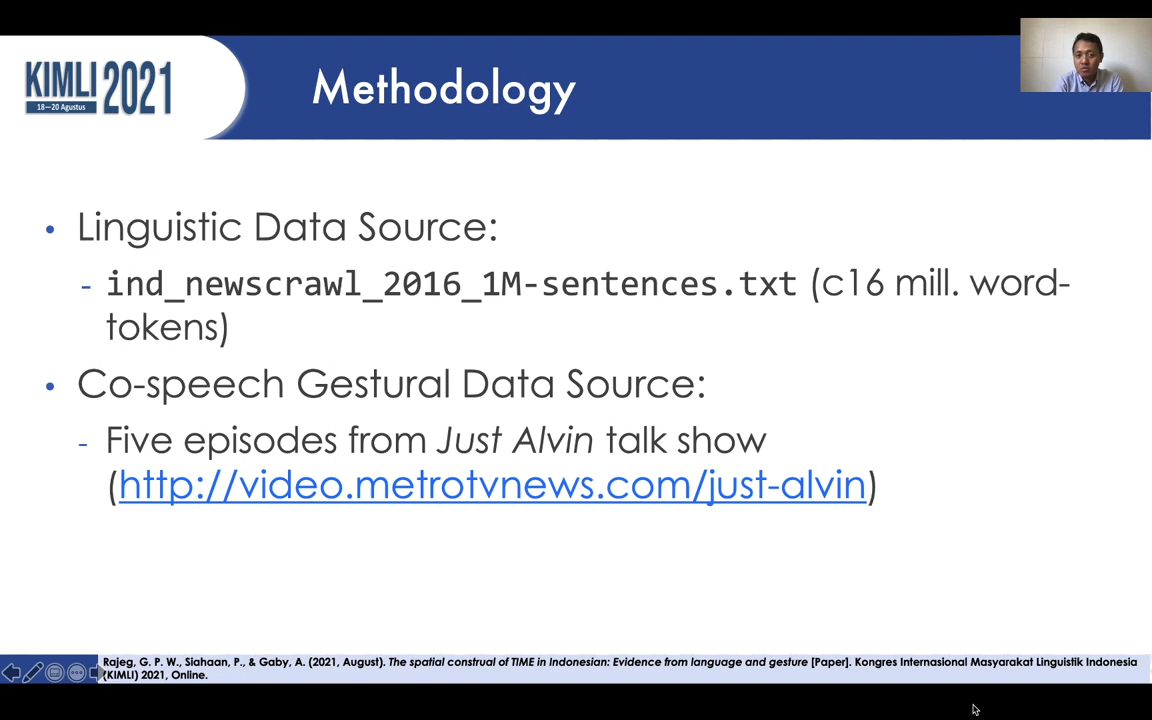 KIMLI 2021
18—20 Agustus
Methodology
• Linguistic Data Source:
- ind_newscrawl_2016_1M-sentences.txt (c16 mill. word-
tokens)
• Co-speech Gestural Data Source:
- Five episodes from Just Alvin talk show
(http://video.metrotvnews.com/just-alvin)
Rajeg, G. P. W., Siahaan, P., & Gaby, A. (2021, August). The spatial construal of TIME in Indonesian: Evidence from language and gesture [Paper]. Kongres Internasional Masyarakat Linguistik Indonesia
(KIMLI) 2021, Online.